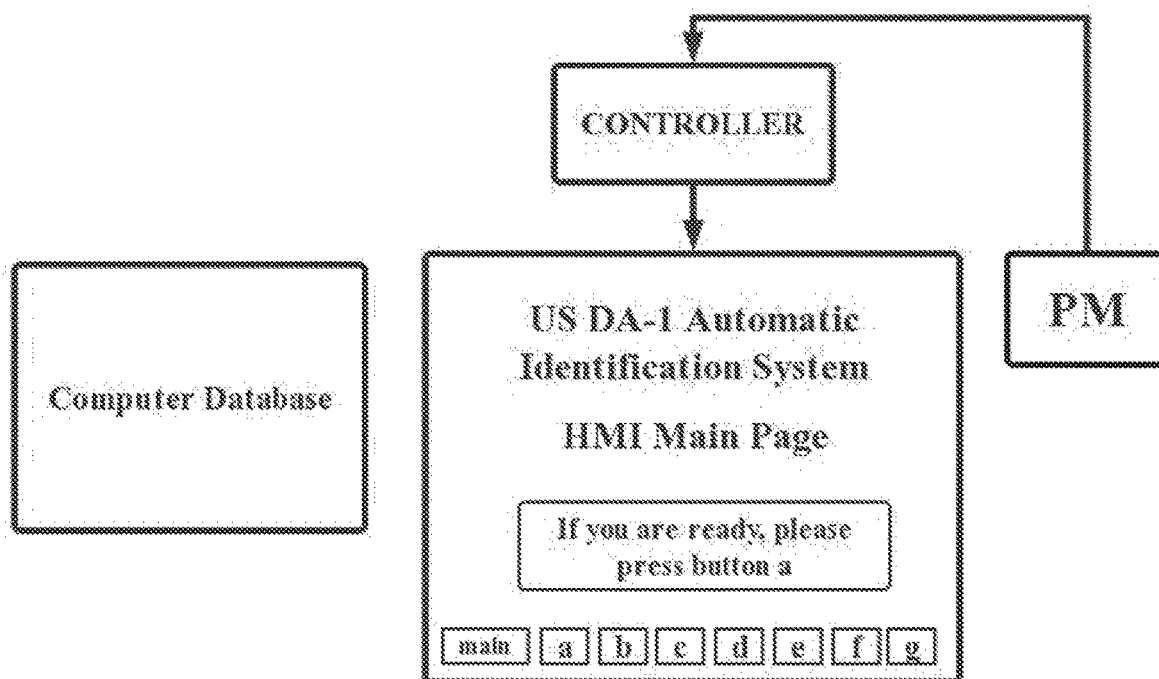 CONTROLLER
PM
Computer Database
US DA-1 Automatic
Identification System
HMI Main Page
If you are ready, please
press button a
main a b c d e f g